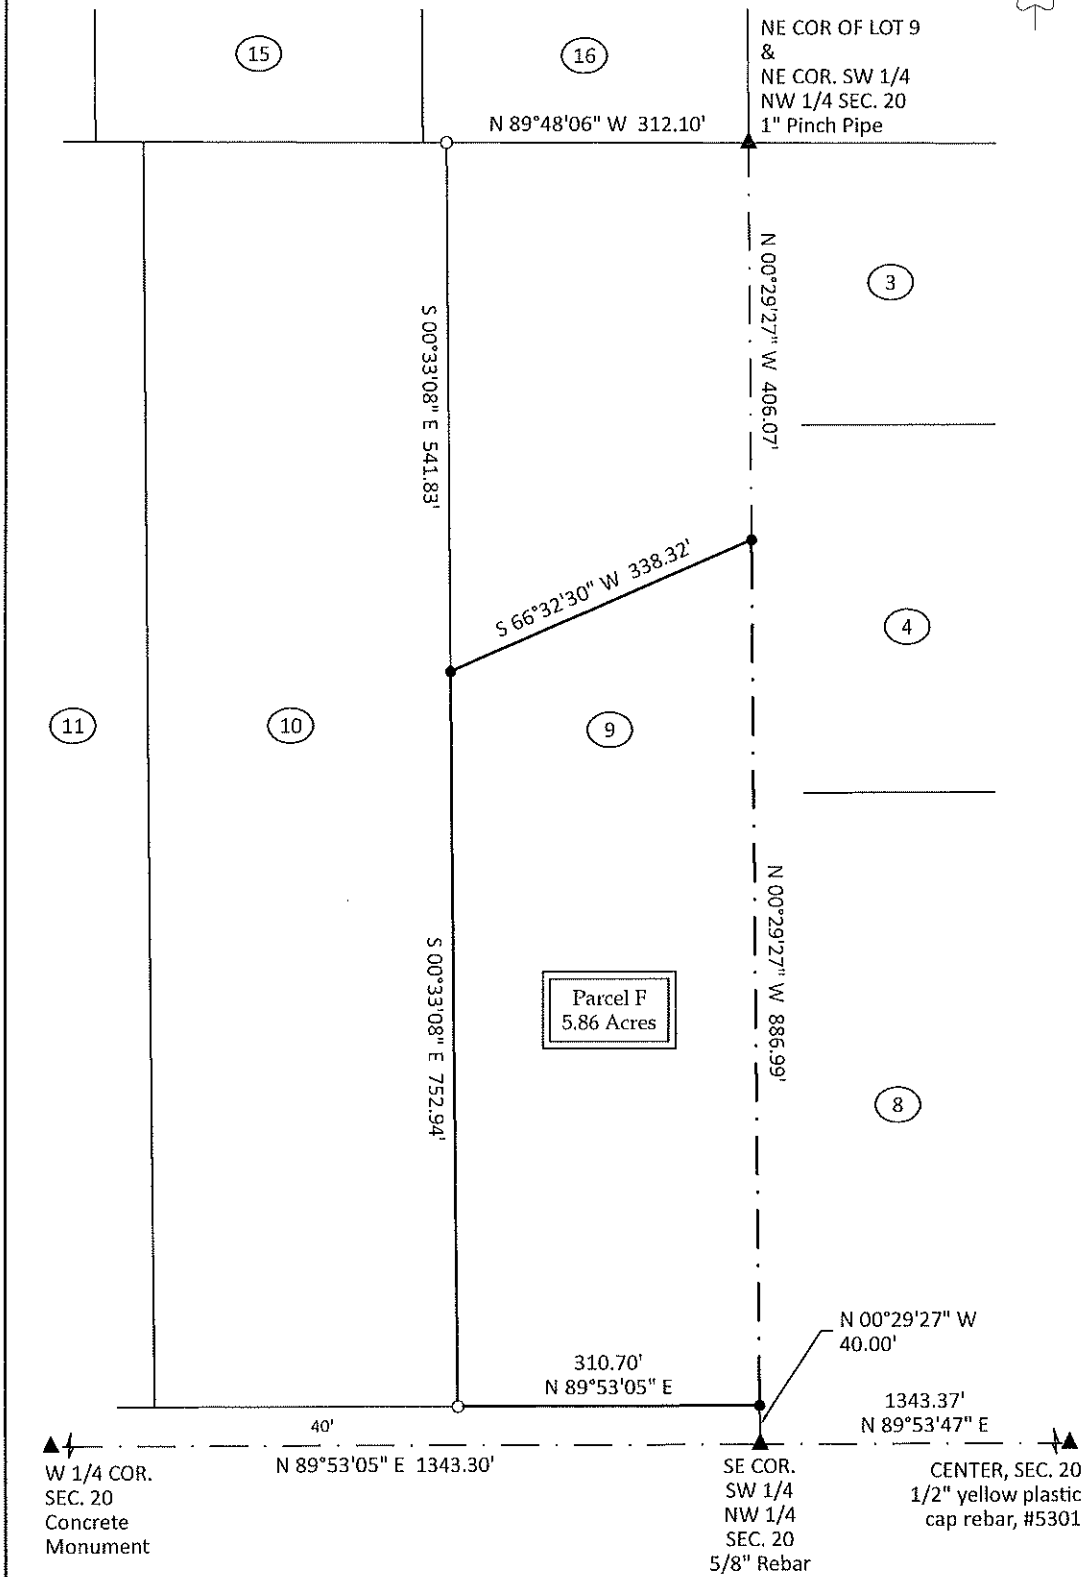 NE COR OF LOT 9
&
NE COR. SW 1/4
NW 1/4 SEC. 20
1" Pinch Pipe
15
16
N 89°48'06" W 312.10'
3
N 00°29'27" W 406.07'
S 00°33'08" E 541.83'
S 66°32'30" W 338.32'
4
11
10
9
N 00°29'27" W 886.99'
S 00°33'08" E 752.94'
Parcel F
5.86 Acres
8
N 00°29'27" W
40.00'
310.70'
N 89°53'05" E
1343.37'
N 89°53'47" E
40'
N 89°53'05" E 1343.30'
W 1/4 COR.
SEC. 20
Concrete
Monument
SE COR.
SW 1/4
NW 1/4
SEC. 20
5/8" Rebar
CENTER, SEC. 20
1/2" yellow plastic
cap rebar, #5301